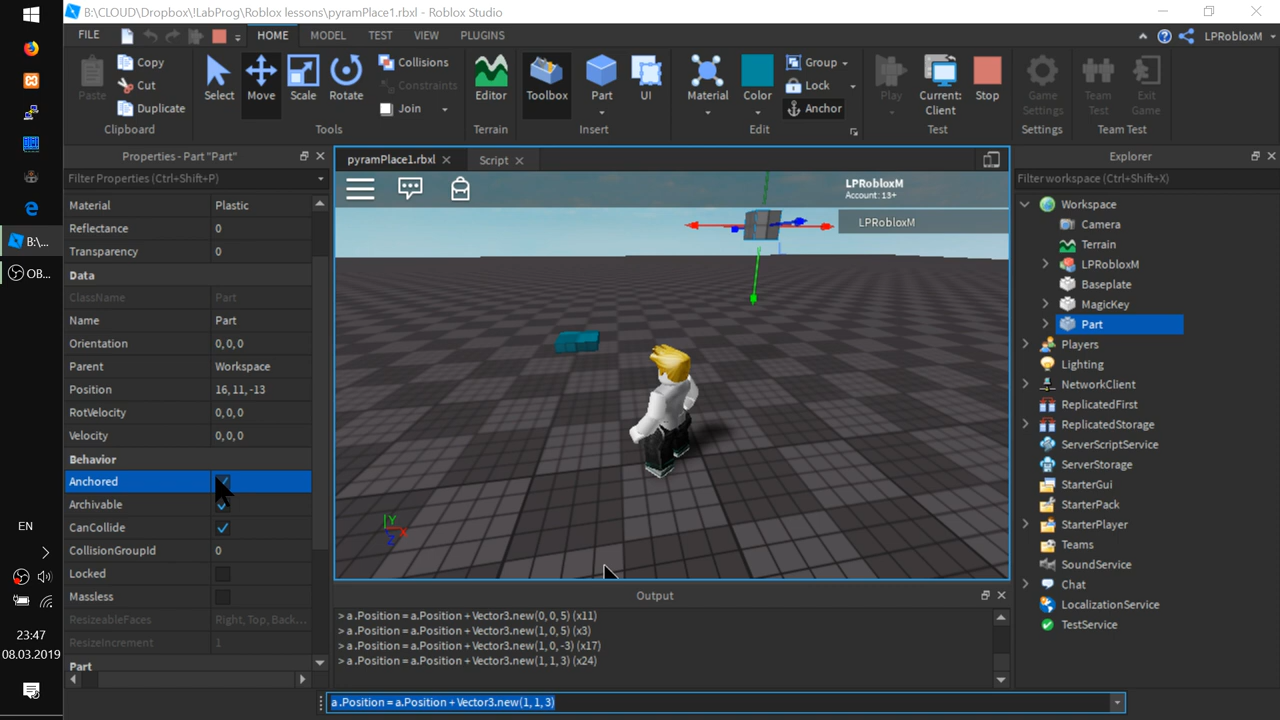 B:\CLOUD\Dropbox\!LabProg\Roblox lessons\pyramPlace1.rbxl - Roblox Studio
FILE HOME MODEL TEST VIEW PLUGINS LPRobloxM
Paste Copy Cut Duplicate Clipboard
Select Move Scale Rotate Collisions Constraints Join Tools
Editor Terrain
Toolbox Part UI Insert
Material Color Group Lock Anchor Edit
Play Current: Client Stop Test
Game Settings Settings
Team Test Exit Game Team Test
Properties - Part "Part"
Filter Properties (Ctrl+Shift+P)
Material Plastic
Reflectance 0
Transparency 0
Data
ClassName Part
Name Part
Orientation 0, 0, 0
Parent Workspace
Position 16, 11, -13
RotVelocity 0, 0, 0
Velocity 0, 0, 0
Behavior
Anchored
Archivable
CanCollide
CollisionGroupId 0
Locked
Massless
ResizeableFaces Right, Top, Back...
ResizeIncrement 1
Part
pyramPlace1.rbxl
Script
LPRobloxM
Account: 13+
LPRobloxM
Y
X
Z
Output
> a .Position = a.Position + Vector3.new(0, 0, 5) (x11)
> a .Position = a.Position + Vector3.new(1, 0, 5) (x3)
> a .Position = a.Position + Vector3.new(1, 0, -3) (x17)
> a .Position = a.Position + Vector3.new(1, 1, 3) (x24)
a .Position = a.Position + Vector3.new(1, 1, 3)
Explorer
Filter workspace (Ctrl+Shift+X)
Workspace
Camera
Terrain
LPRobloxM
Baseplate
MagicKey
Part
Players
Lighting
NetworkClient
ReplicatedFirst
ReplicatedStorage
ServerScriptService
ServerStorage
StarterGui
StarterPack
StarterPlayer
Teams
SoundService
Chat
LocalizationService
TestService
B:\...
OB...
EN
23:47
08.03.2019